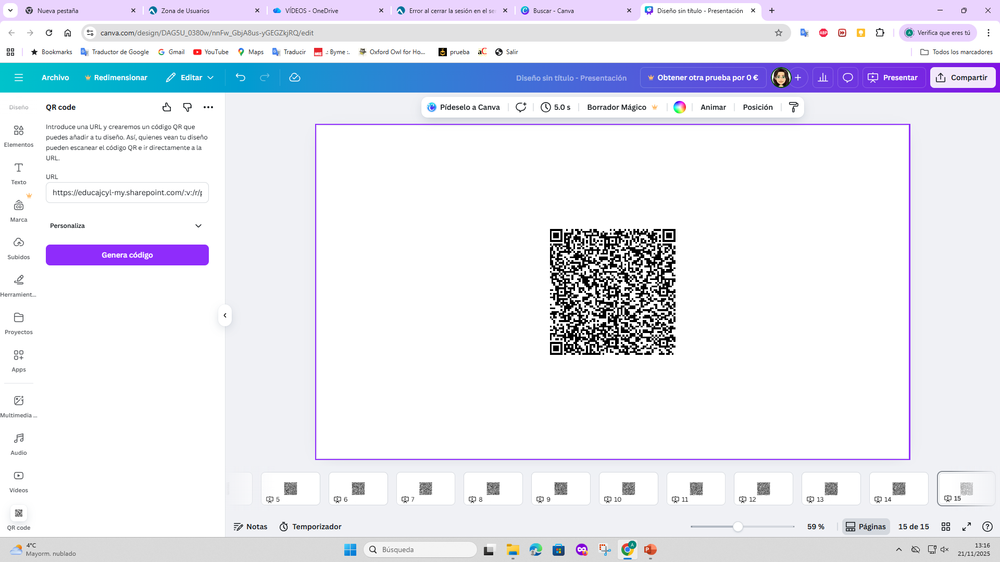 Nueva pestaña
Zona de Usuarios
VÍDEOS - OneDrive
Error al cerrar la sesión en el se
Buscar - Canva
Diseño sin título - Presentación
canva.com/design/DAG5U_0380w/nnFw_GbjA8us-yGEGZkjRQ/edit
ABP
A
Verifica que eres tú
Bookmarks
Traductor de Google
Gmail
YouTube
Maps
Traducir
ME
.: Byme :.
Oxford Owl for Ho...
prueba
aC
Salir
Todos los marcadores
Archivo
Redimensionar
Editar
Diseño sin título - Presentación
Obtener otra prueba por 0 €
Presentar
Compartir
Diseño
Elementos
Texto
Marca
Subidos
Herramient...
Proyectos
Apps
Multimedia ...
Audio
Vídeos
QR code
QR code
Introduce una URL y crearemos un código QR que
puedes añadir a tu diseño. Así, quienes vean tu diseño
pueden escanear el código QR e ir directamente a la
URL.
URL
https://educajcyl-my.sharepoint.com/:v:/r/p
Personaliza
Genera código
Pídeselo a Canva
5.0 s
Borrador Mágico
Animar
Posición
5
6
7
8
9
10
11
12
13
14
15
Notas
Temporizador
59 %
Páginas
15 de 15
4°C
Mayorm. nublado
Búsqueda
A
13:16
21/11/2025